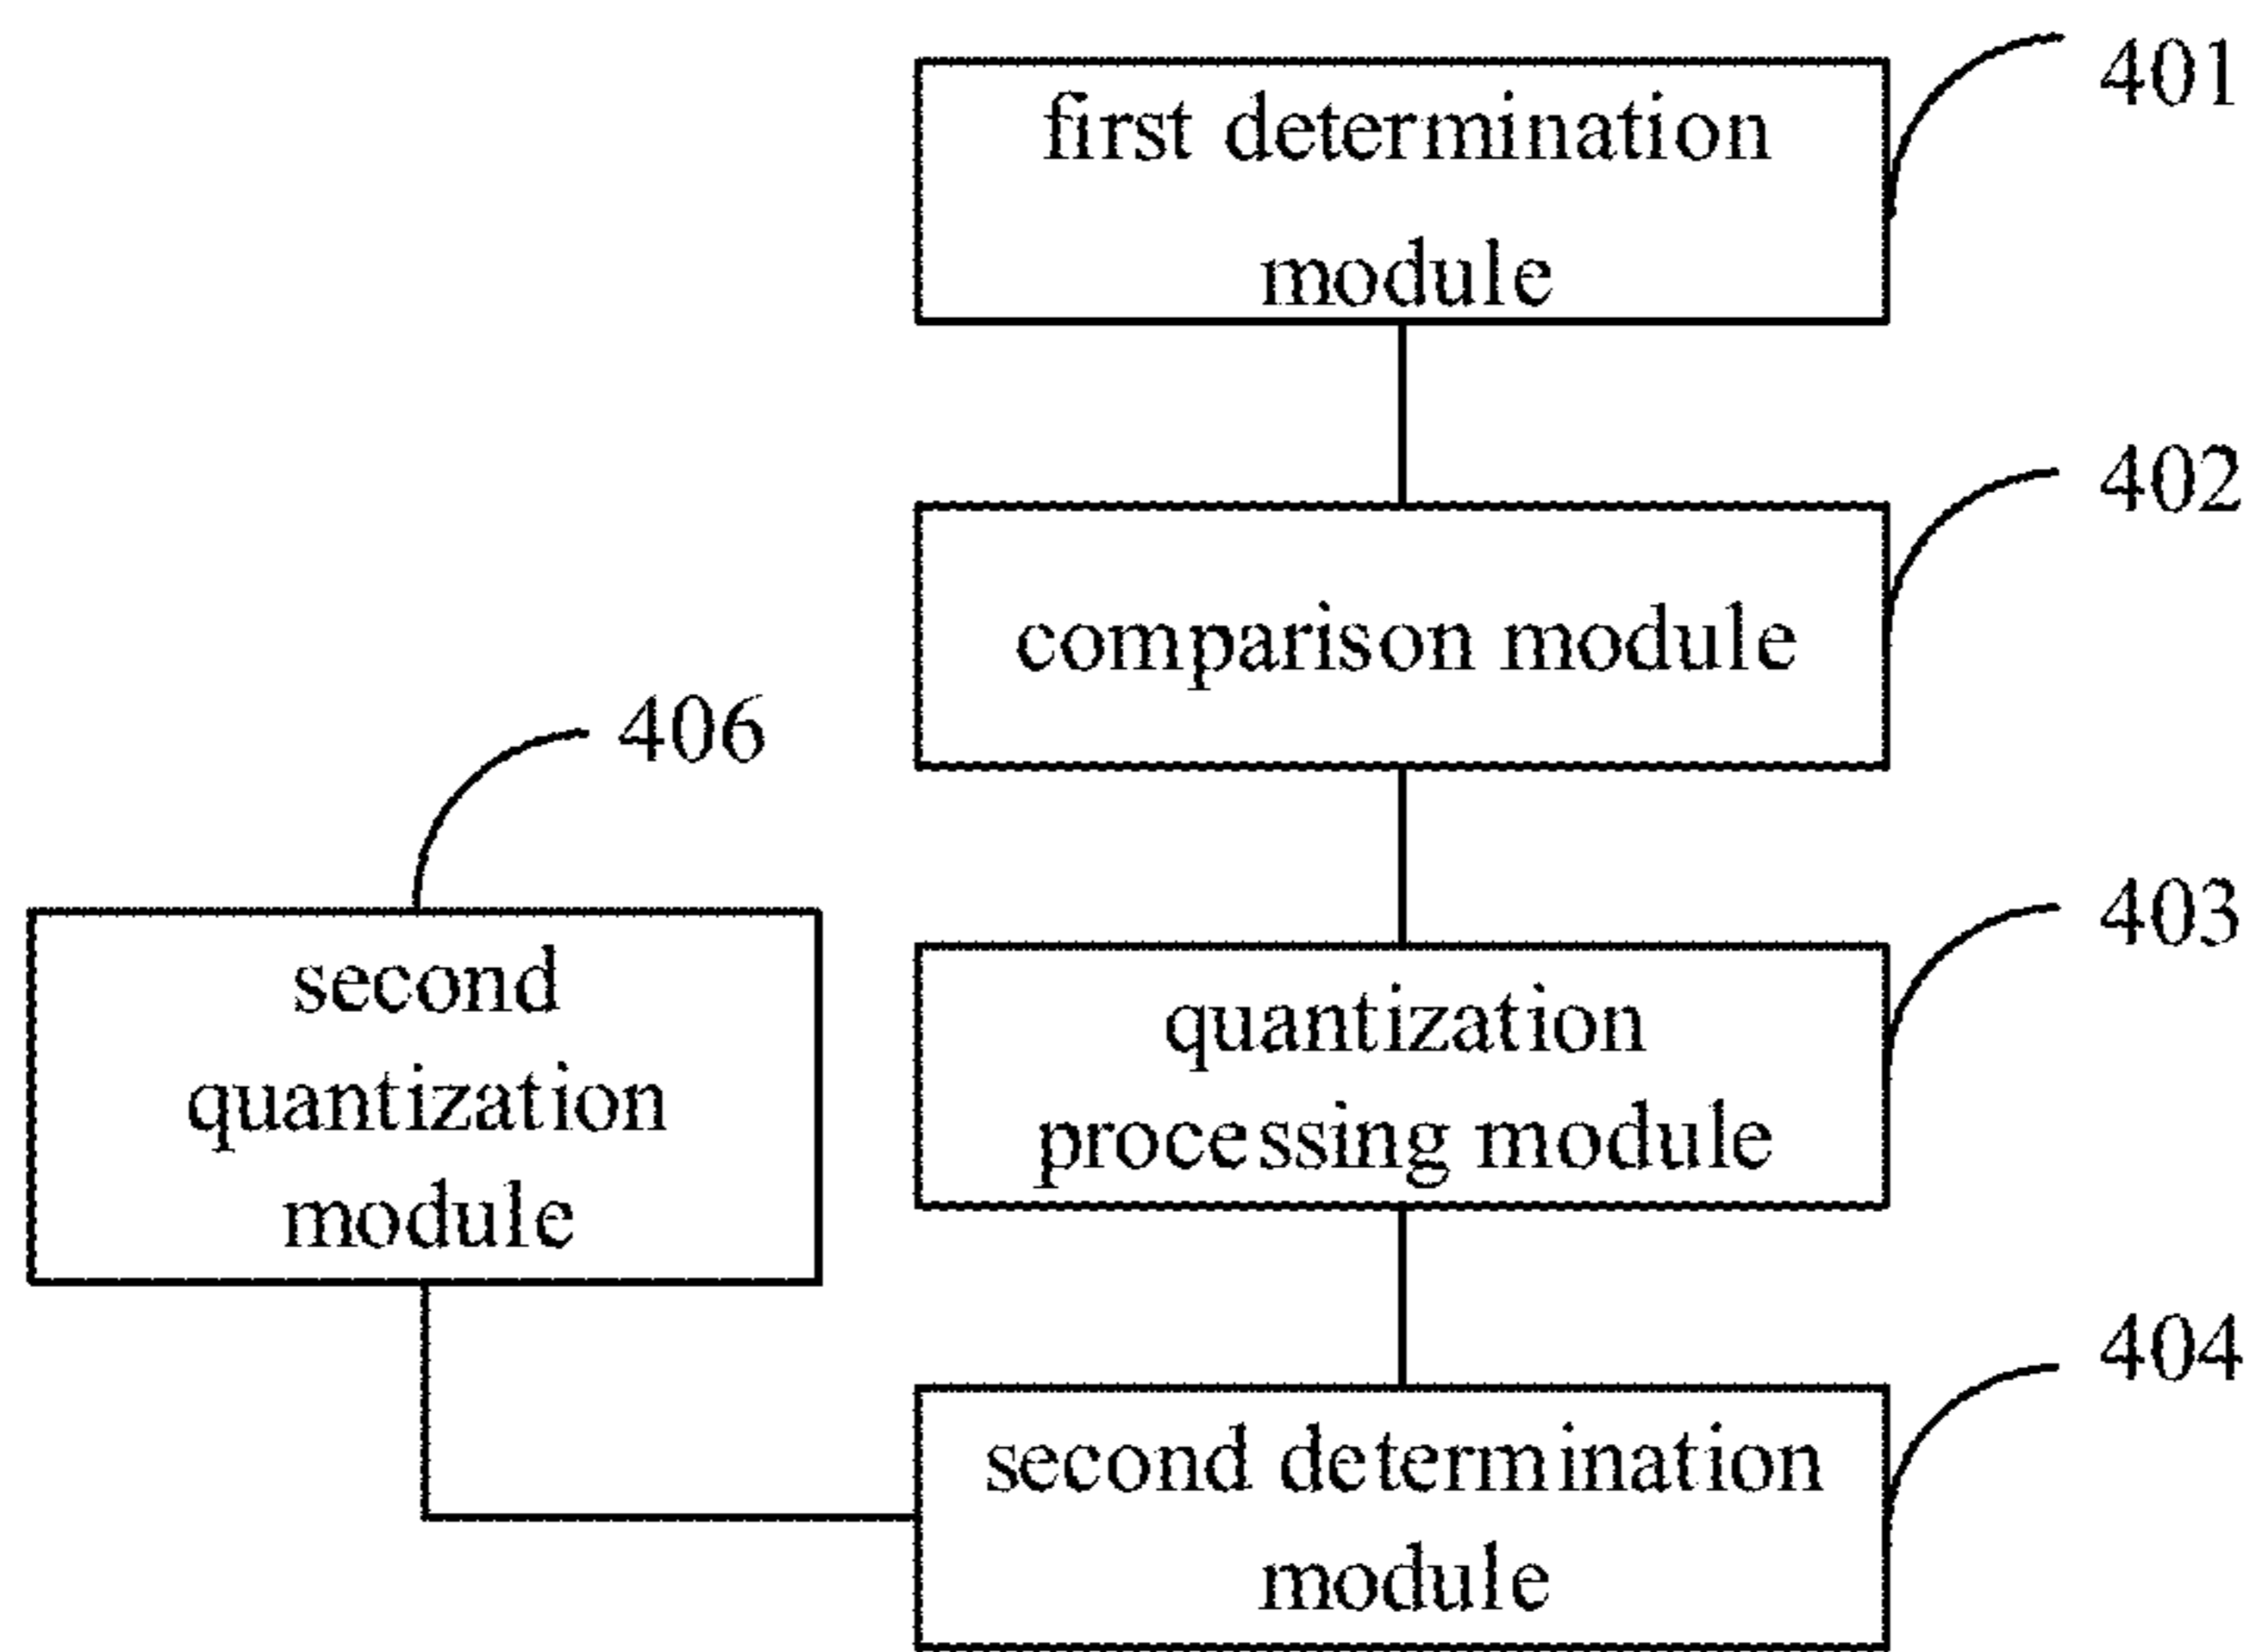 first determination
module
401
comparison module
402
406
second
quantization
module
quantization
processing module
403
second determination
module
404